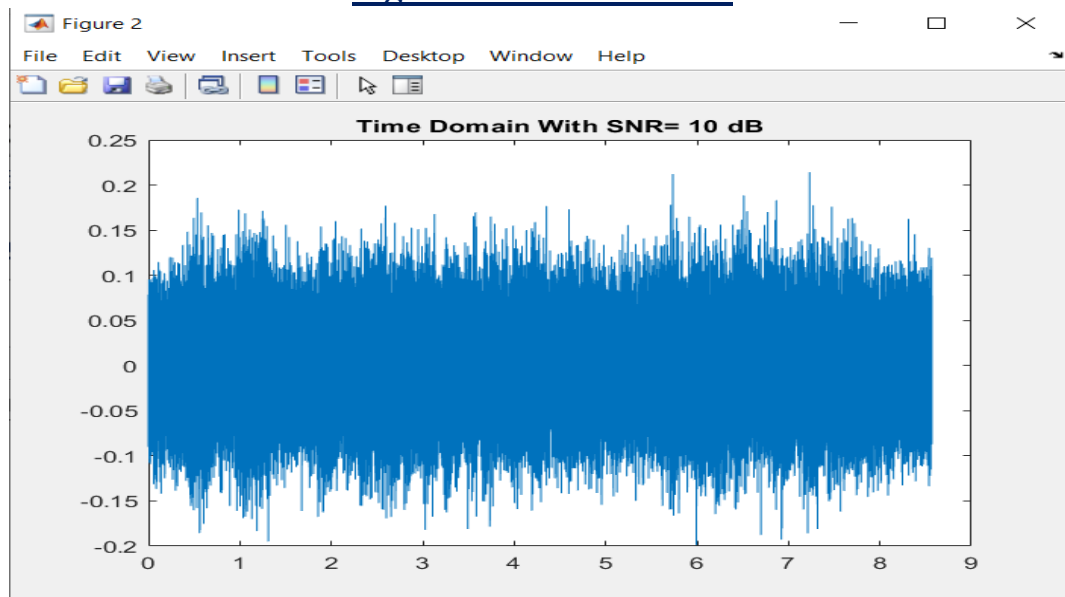 Figure 2
File Edit View Insert Tools Desktop Window Help
Time Domain With SNR= 10 dB
0.25
0.2
0.15
0.1
0.05
0
-0.05
-0.1
-0.15
-0.2
0 1 2 3 4 5 6 7 8 9